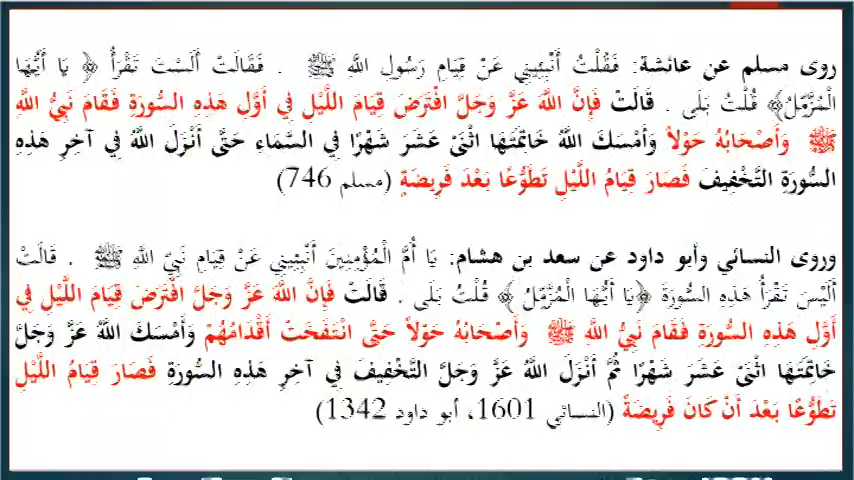 روى مسلم عن عائشة: فَقُلْتُ أَنْبِئِينِي عَنْ قِيَامِ رَسُولِ اللَّهِ ﷺ . فَقَالَتْ أَلَسْتَ تَقْرَأُ ﴿ يَا أَيُّهَا
الْمُزَّمِّلُ﴾ قُلْتُ بَلَى . قَالَتْ فَإِنَّ اللَّهَ عَزَّ وَجَلَّ افْتَرَضَ قِيَامَ اللَّيْلِ فِي أَوَّلِ هَذِهِ السُّورَةِ فَقَامَ نَبِيُّ اللَّهِ
ﷺ وَأَصْحَابُهُ حَوْلاً وَأَمْسَكَ اللَّهُ خَاتِمَتَهَا اثْنَىْ عَشَرَ شَهْرًا فِي السَّمَاءِ حَتَّى أَنْزَلَ اللَّهُ فِي آخِرِ هَذِهِ
السُّورَةِ التَّخْفِيفَ فَصَارَ قِيَامُ اللَّيْلِ تَطَوُّعًا بَعْدَ فَرِيضَةٍ (مسلم 746)
وروى النسائي وأبو داود عن سعد بن هشام: يَا أُمَّ الْمُؤْمِنِينَ أَنْبِئِينِي عَنْ قِيَامِ نَبِيِّ اللَّهِ ﷺ . قَالَتْ
أَلَيْسَ تَقْرَأُ هَذِهِ السُّورَةَ ﴿يَا أَيُّهَا الْمُزَّمِّلُ ﴾ قُلْتُ بَلَى . قَالَتْ فَإِنَّ اللَّهَ عَزَّ وَجَلَّ افْتَرَضَ قِيَامَ اللَّيْلِ فِي
أَوَّلِ هَذِهِ السُّورَةِ فَقَامَ نَبِيُّ اللَّهِ ﷺ وَأَصْحَابُهُ حَوْلاً حَتَّى انْتَفَخَتْ أَقْدَامُهُمْ وَأَمْسَكَ اللَّهُ عَزَّ وَجَلَّ
خَاتِمَتَهَا اثْنَىْ عَشَرَ شَهْرًا ثُمَّ أَنْزَلَ اللَّهُ عَزَّ وَجَلَّ التَّخْفِيفَ فِي آخِرِ هَذِهِ السُّورَةِ فَصَارَ قِيَامُ اللَّيْلِ
تَطَوُّعًا بَعْدَ أَنْ كَانَ فَرِيضَةً (النسائي 1601، أبو داود 1342)